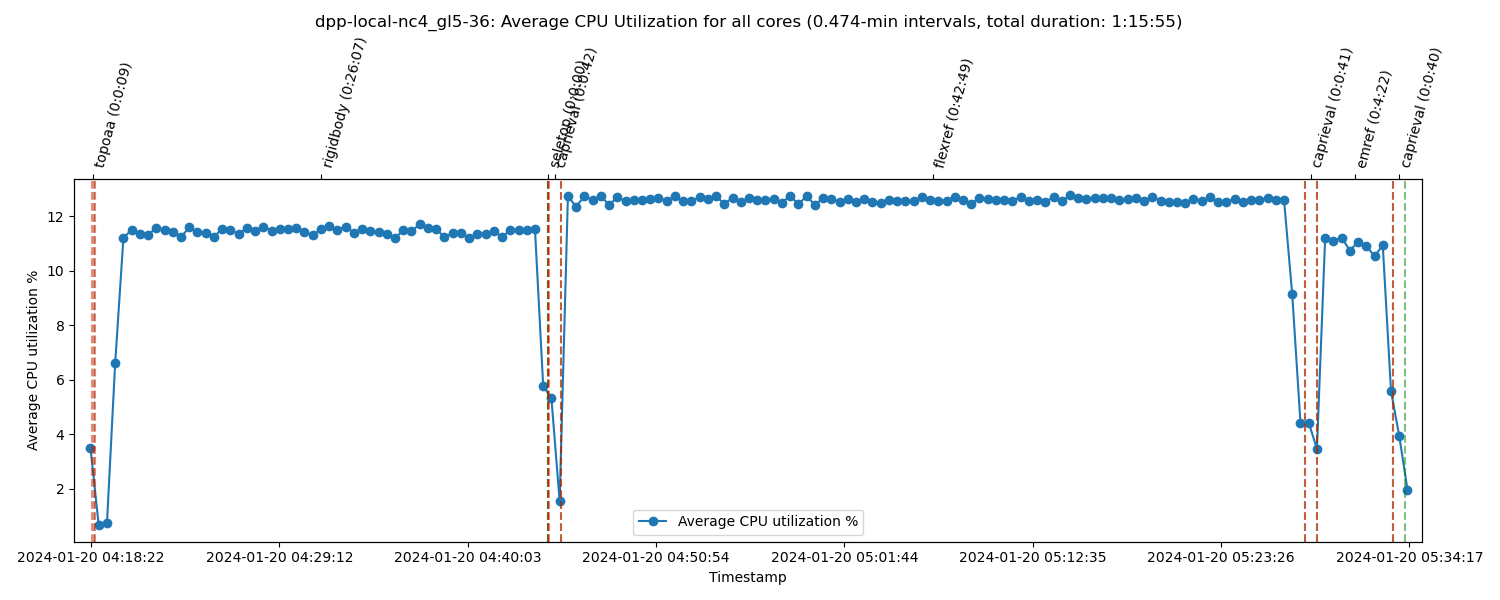 dpp-local-nc4_gl5-36: Average CPU Utilization for all cores (0.474-min intervals, total duration: 1:15:55)
topoaa (0:0:09)
rigidbody (0:26:07)
seletop (0:0:00)
caprieval (0:0:42)
flexref (0:42:49)
caprieval (0:0:41)
emref (0:4:22)
caprieval (0:0:40)
Average CPU utilization %
12
10
8
6
4
2
Average CPU utilization %
2024-01-20 04:18:22
2024-01-20 04:29:12
2024-01-20 04:40:03
2024-01-20 04:50:54
2024-01-20 05:01:44
2024-01-20 05:12:35
2024-01-20 05:23:26
2024-01-20 05:34:17
Timestamp